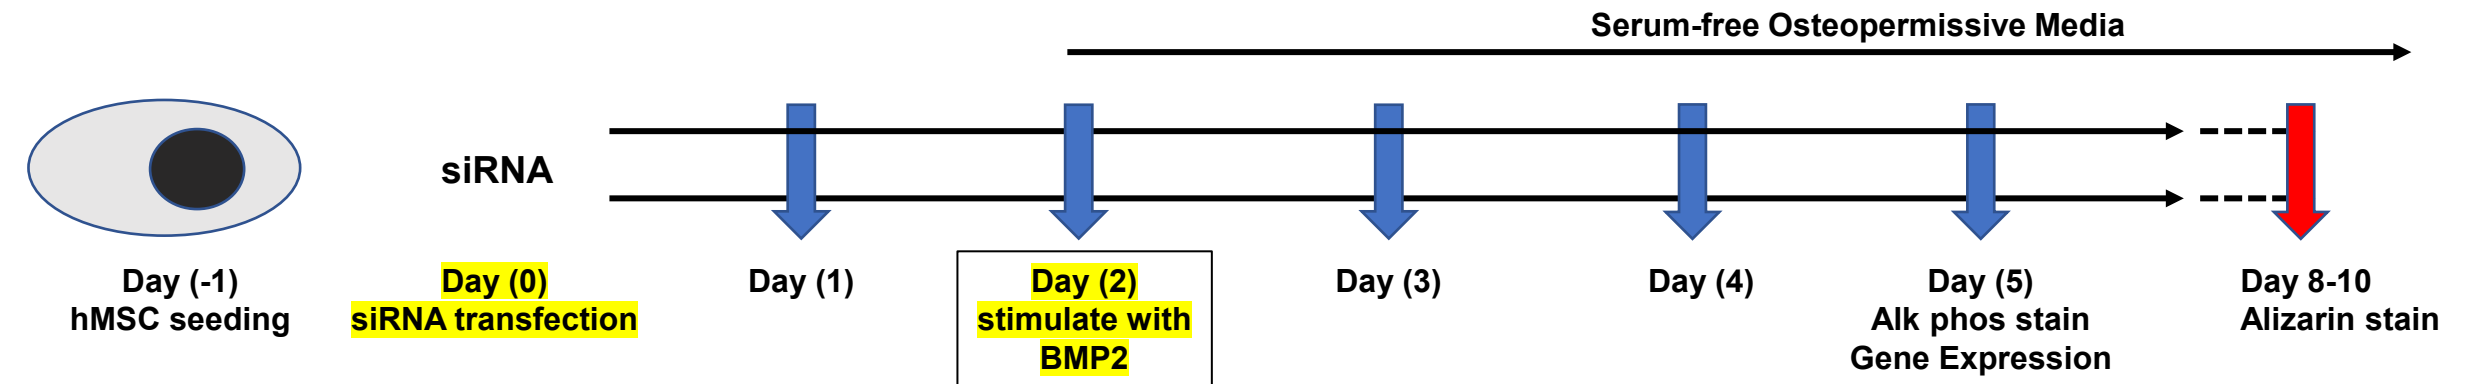 Serum-free Osteopermissive Media
siRNA
Day (-1)
hMSC seeding
Day (0)
siRNA transfection
Day (1)
Day (2)
stimulate with
BMP2
Day (3)
Day (4)
Day (5)
Alk phos stain
Gene Expression
Day 8-10
Alizarin stain